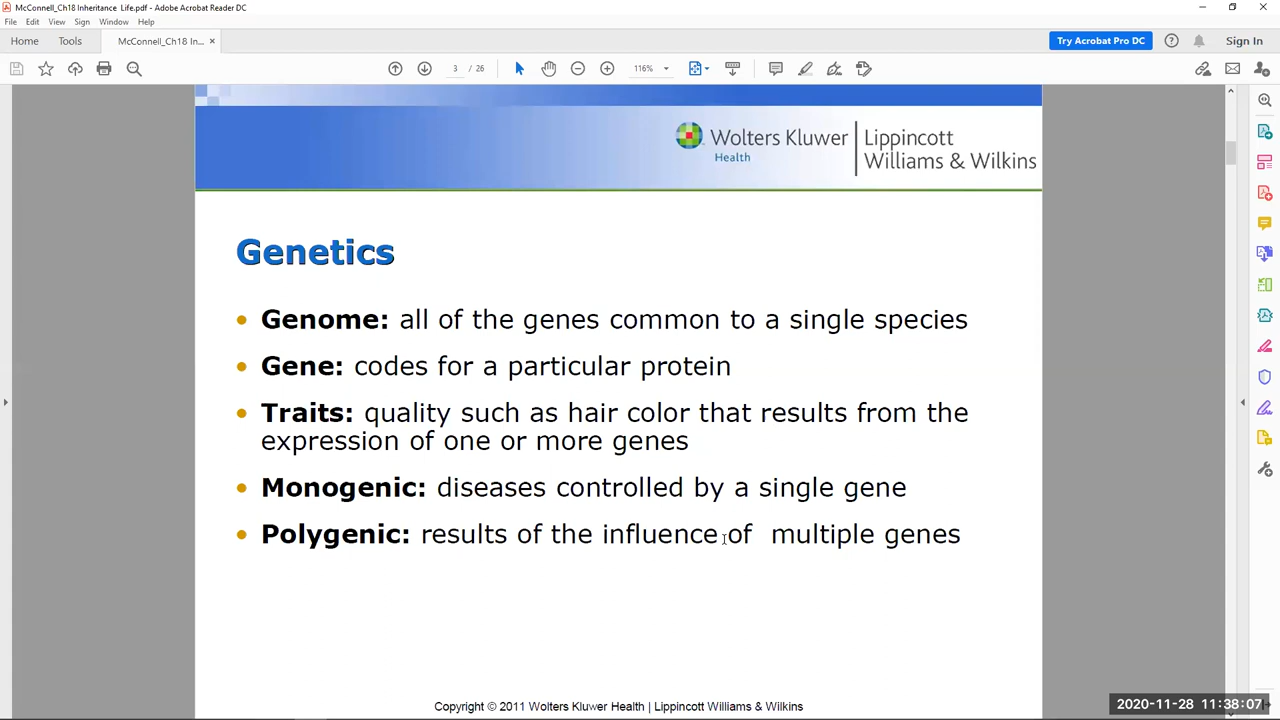 McConnell_Ch18 Inheritance Life.pdf - Adobe Acrobat Reader DC
File Edit View Sign Window Help
Home Tools McConnell_Ch18 In... × Try Acrobat Pro DC Sign In
3 / 26 116%
Wolters Kluwer
Health
Lippincott
Williams & Wilkins
Genetics
• Genome: all of the genes common to a single species
• Gene: codes for a particular protein
• Traits: quality such as hair color that results from the
expression of one or more genes
• Monogenic: diseases controlled by a single gene
• Polygenic: results of the influence of multiple genes
Copyright © 2011 Wolters Kluwer Health | Lippincott Williams & Wilkins
2020-11-28 11:38:07